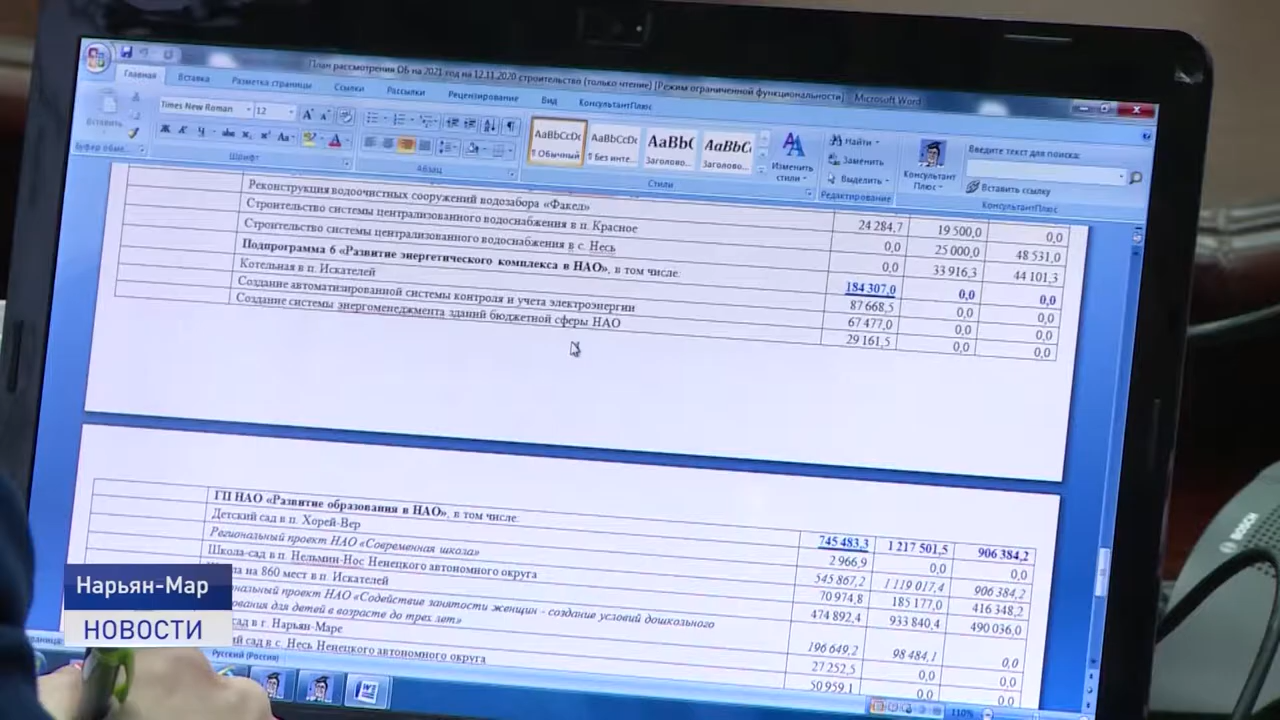 План рассмотрения ОБ на 2021 год на 12.11.2020 строительство (только чтение) [Режим ограниченной функциональности] - Microsoft Word
Главная Вставка Разметка страницы Ссылки Рассылки Рецензирование Вид КонсультантПлюс
Times New Roman 12
Вставить
Ж К Ч abc x₂ x² Aa
Буфер обме... Шрифт Абзац Стили Редактирование КонсультантПлюс
AaBbCcDc AaBbCcDc AaBbC AaBbC
¶ Обычный ¶ Без инте... Заголово... Заголово...
Изменить стили
Найти
Заменить
Выделить
Консультант Плюс
Введите текст для поиска:
Вставить ссылку
Реконструкция водоочистных сооружений водозабора «Факел» 24 284,7 19 500,0 0,0
Строительство системы централизованного водоснабжения в п. Красное 0,0 25 000,0 48 531,0
Строительство системы централизованного водоснабжения в с. Несь 0,0 33 916,3 44 101,3
Подпрограмма 6 «Развитие энергетического комплекса в НАО», в том числе: 184 307,0 0,0 0,0
Котельная в п. Искателей 87 668,5 0,0 0,0
Создание автоматизированной системы контроля и учета электроэнергии 67 477,0 0,0 0,0
Создание системы энергоменеджмента зданий бюджетной сферы НАО 29 161,5 0,0 0,0
ГП НАО «Развитие образования в НАО», в том числе: 745 483,3 1 217 501,5 906 384,2
Детский сад в п. Хорей-Вер 2 966,9 0,0 0,0
Региональный проект НАО «Современная школа» 545 867,2 1 119 017,4 906 384,2
Школа-сад в п. Нельмин-Нос Ненецкого автономного округа 70 974,8 185 177,0 416 348,2
на 860 мест в п. Искателей 474 892,4 933 840,4 490 036,0
проект НАО «Содействие занятости женщин - создание условий дошкольного
для детей в возрасте до трех лет» 196 649,2 98 484,1 0,0
сад в г. Нарьян-Маре 27 252,5 0,0 0,0
сад в с. Несь Ненецкого автономного округа 50 959,1 0,0 0,0
Русский (Россия) 110%
BOSCH
Нарьян-Мар
НОВОСТИ